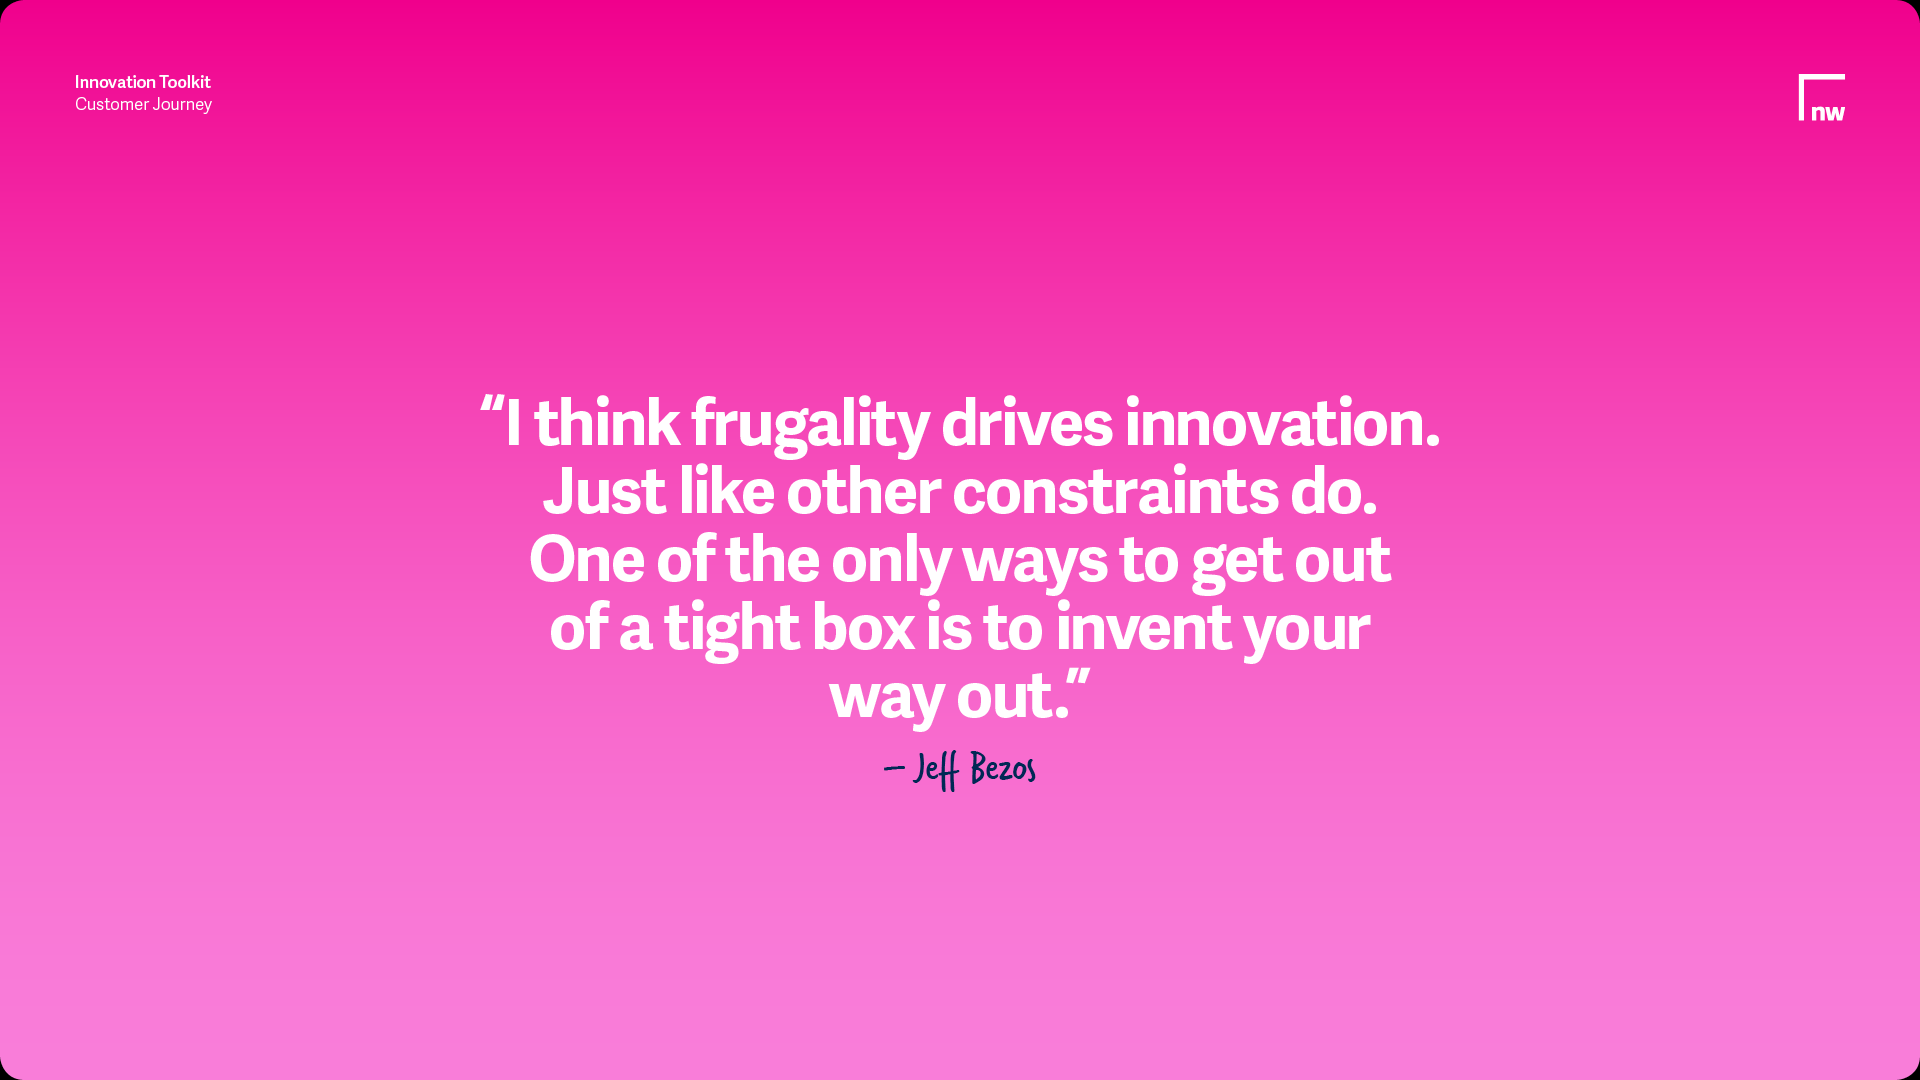 Innovation Toolkit
Customer Journey
nw
“I think frugality drives innovation.
Just like other constraints do.
One of the only ways to get out
of a tight box is to invent your
way out.”
– Jeff Bezos